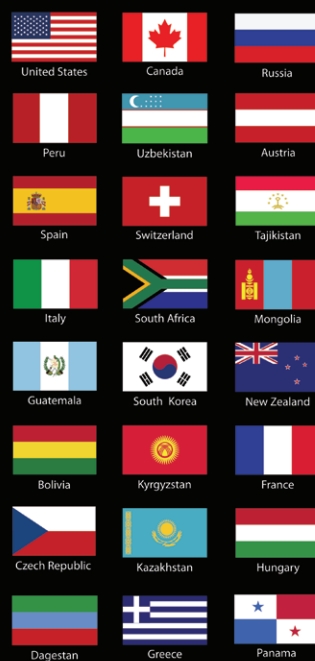 United States
Canada
Russia
Peru
Uzbekistan
Austria
Spain
Switzerland
Tajikistan
Italy
South Africa
Mongolia
Guatemala
South Korea
New Zealand
Bolivia
Kyrgyzstan
France
Czech Republic
Kazakhstan
Hungary
Dagestan
Greece
Panama